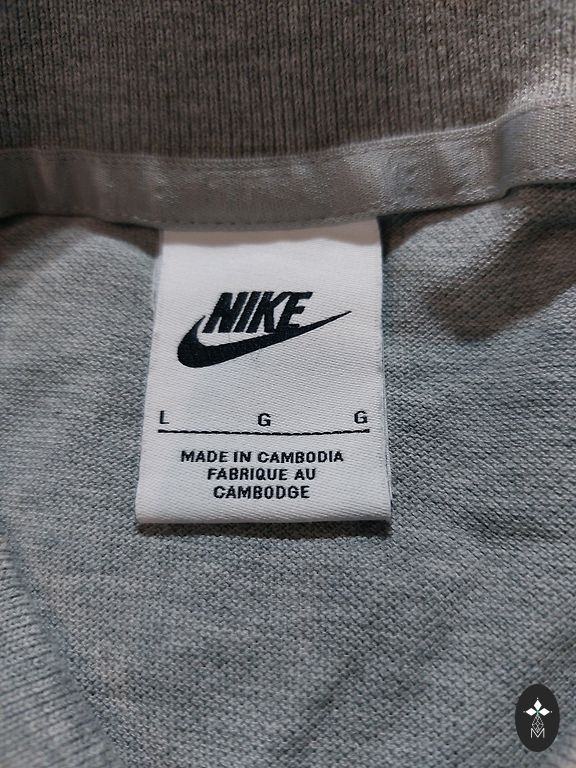 NIKE
L G G
MADE IN CAMBODIA
FABRIQUE AU
CAMBODGE
M